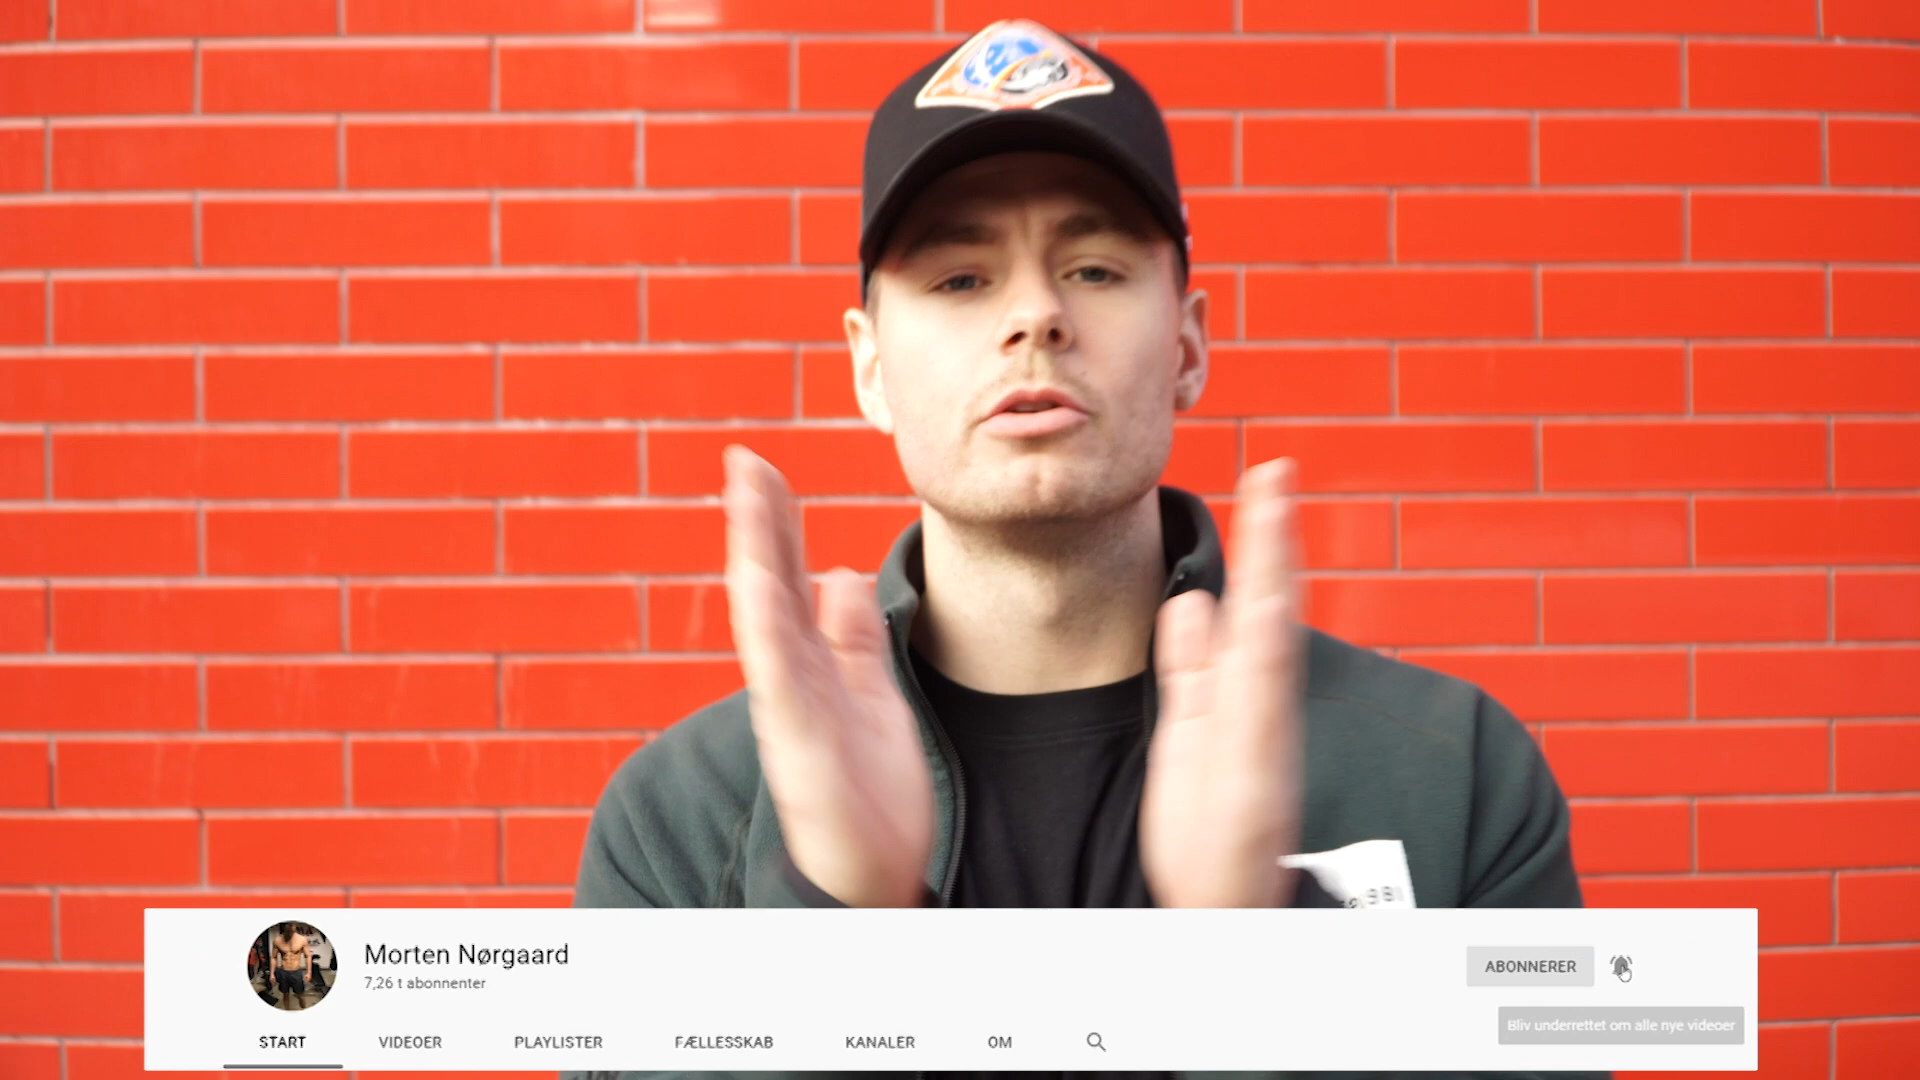 Morten Nørgaard
7,26 t abonnenter
ABONNERER
Bliv underrettet om alle nye videoer
START VIDEOER PLAYLISTER FÆLLESSKAB KANALER OM